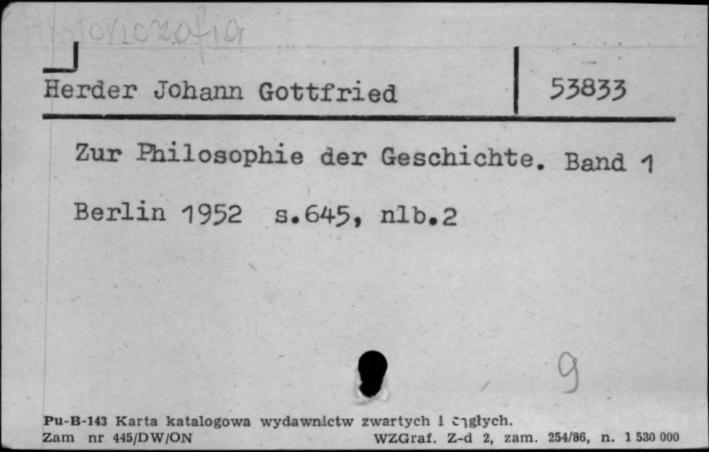 Historiozofia
Herder Johann Gottfried 53833
Zur Philosophie der Geschichte. Band 1
Berlin 1952 s.645, nlb.2
9
Pu-B-143 Karta katalogowa wydawnictw zwartych i ciągłych.
Zam nr 445/DW/ON WZGraf. Z-d 2, zam. 254/86, n. 1 530 000